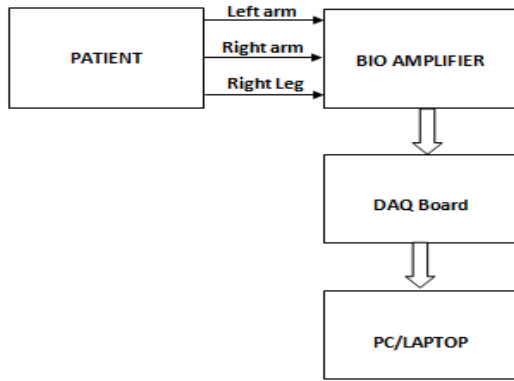 Left arm
PATIENT
Right arm
BIO AMPLIFIER
Right Leg
DAQ Board
PC/LAPTOP